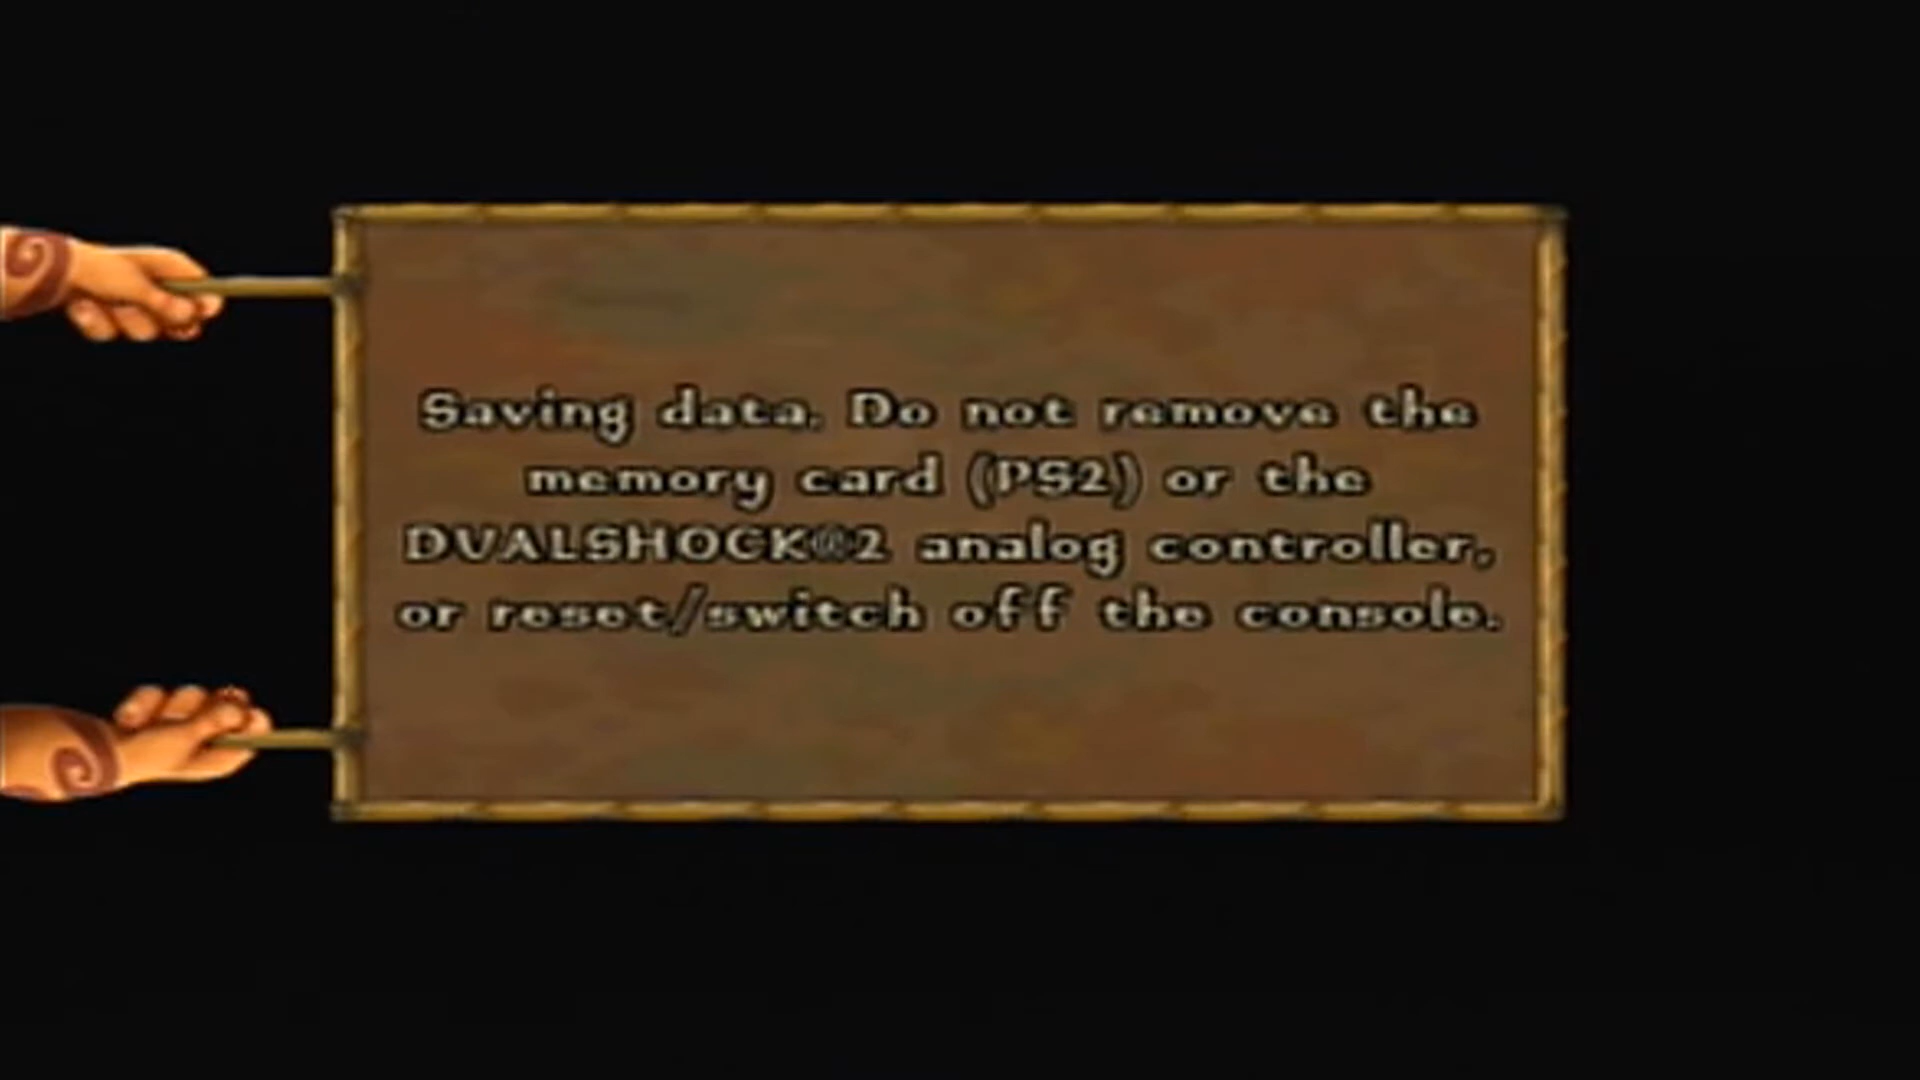 Saving data. Do not remove the
memory card (PS2) or the
DUALSHOCK®2 analog controller,
or reset/switch off the console.